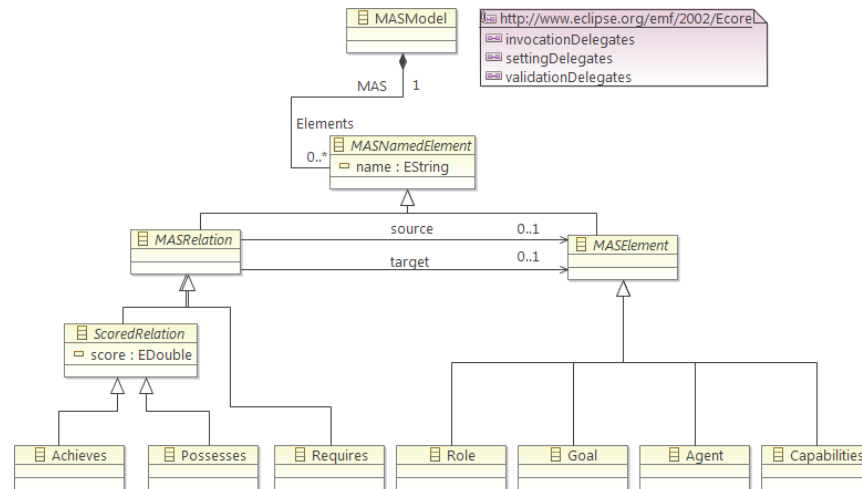 MASModel
http://www.eclipse.org/emf/2002/Ecore
invocationDelegates
settingDelegates
validationDelegates
MAS 1
Elements
0..*
MASNamedElement
name : EString
MASRelation
source 0..1
target 0..1
MASElement
ScoredRelation
score : EDouble
Achieves
Possesses
Requires
Role
Goal
Agent
Capabilities